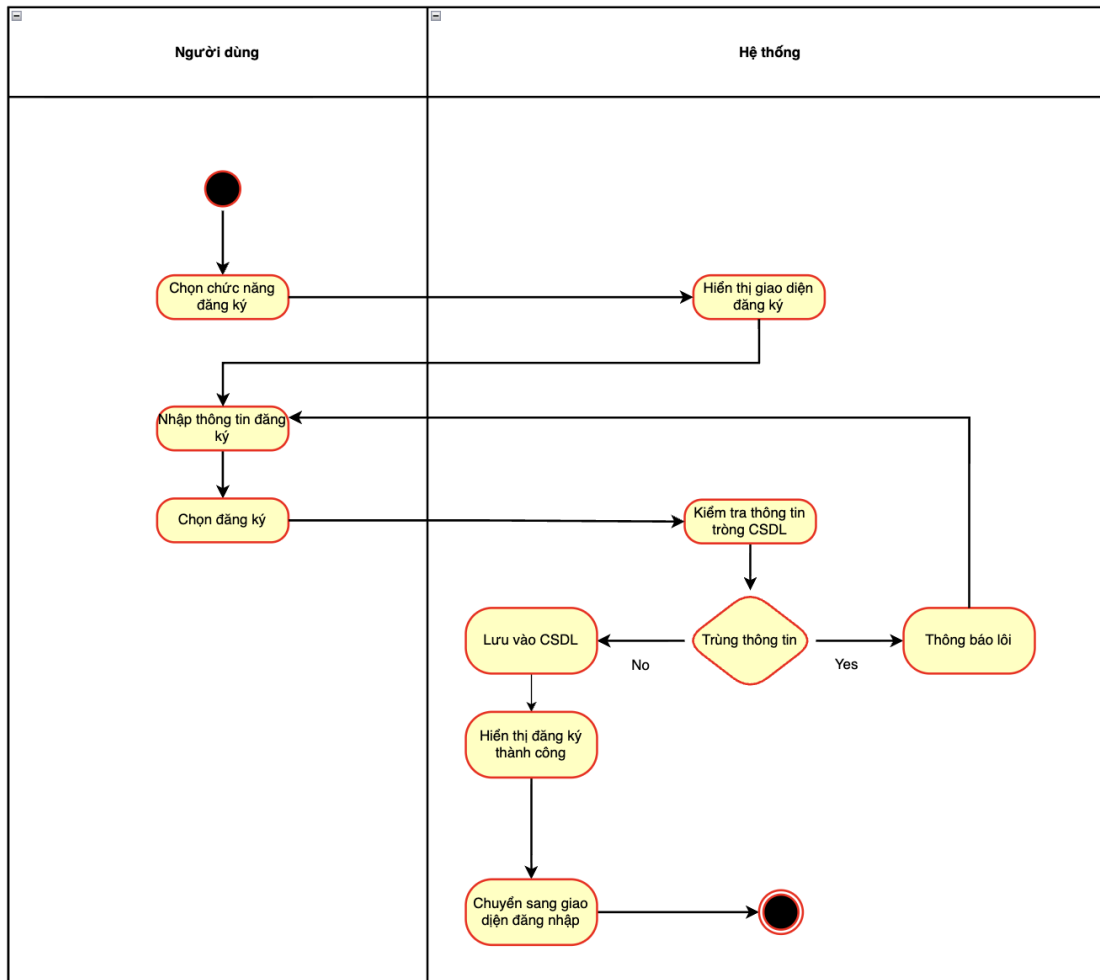 Người dùng
Hệ thống
Chọn chức năng
đăng ký
Hiển thị giao diện
đăng ký
Nhập thông tin đăng
ký
Chọn đăng ký
Kiểm tra thông tin
tròng CSDL
Lưu vào CSDL
Trùng thông tin
Thông báo lôi
No
Yes
Hiển thị đăng ký
thành công
Chuyển sang giao
diện đăng nhập